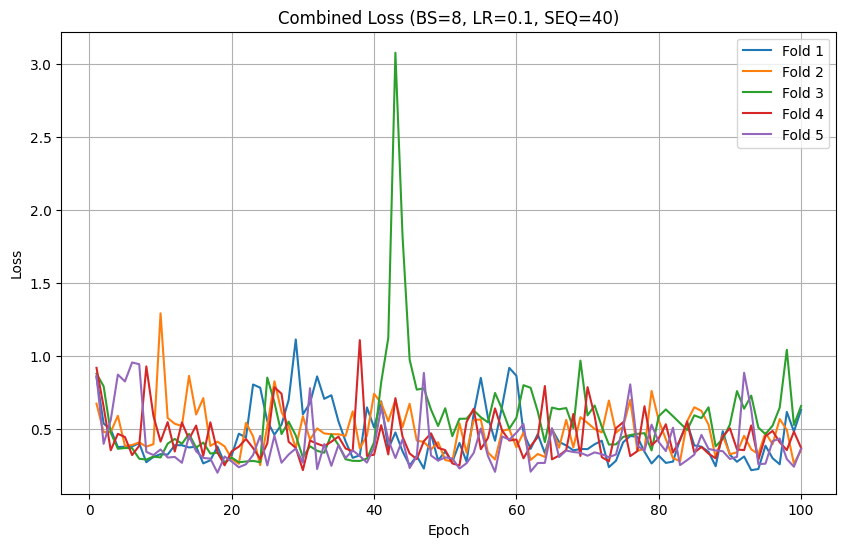 Combined Loss (BS=8, LR=0.1, SEQ=40)
Fold 1
Fold 2
Fold 3
Fold 4
Fold 5
3.0
2.5
2.0
1.5
1.0
0.5
Loss
0
20
40
60
80
100
Epoch